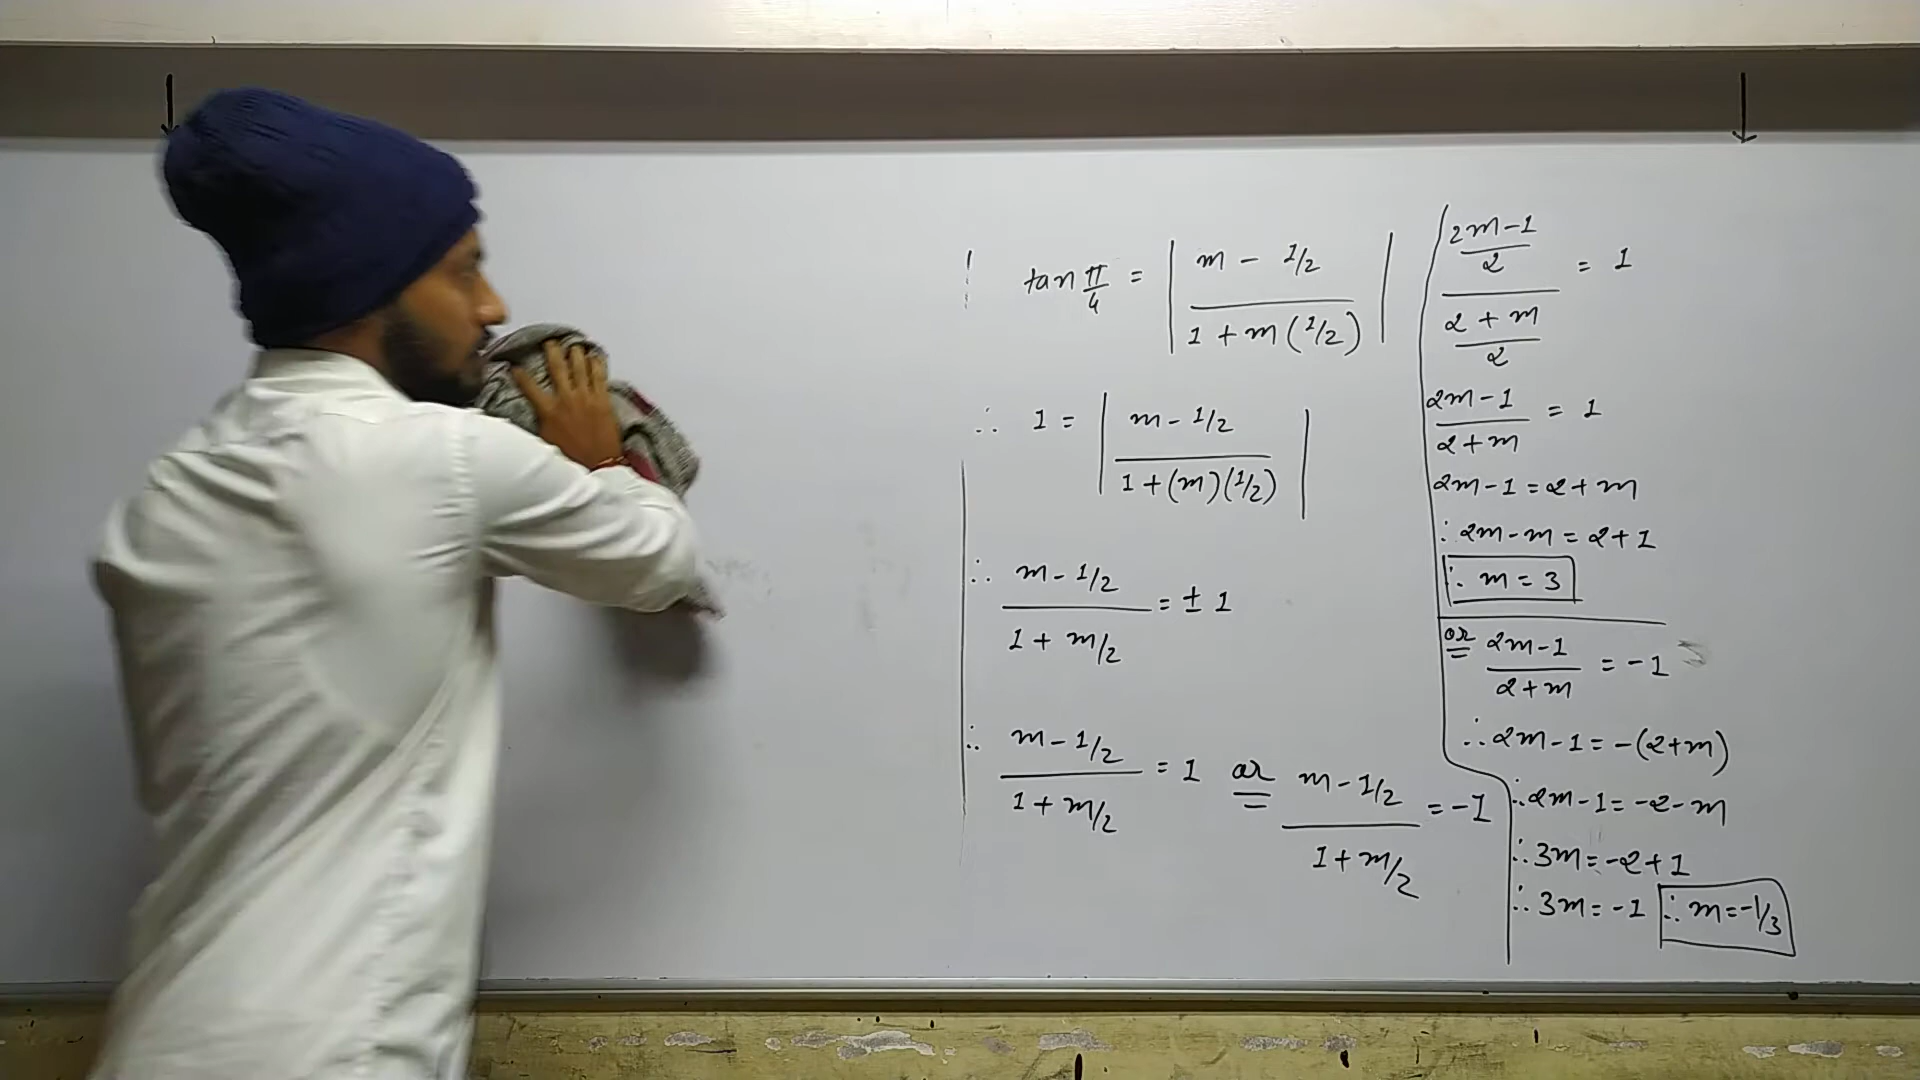 tan π/4 = | (m - 1/2) / (1 + m(1/2)) |
∴ 1 = | (m - 1/2) / (1 + (m)(1/2)) |
∴ (m - 1/2) / (1 + m/2) = ± 1
∴ (m - 1/2) / (1 + m/2) = 1 or (m - 1/2) / (1 + m/2) = -1
((2m-1)/2) / ((2+m)/2) = 1
(2m-1) / (2+m) = 1
2m-1 = 2+m
∴ 2m-m = 2+1
∴ m = 3
or (2m-1) / (2+m) = -1
∴ 2m-1 = -(2+m)
∴ 2m-1 = -2-m
∴ 3m = -2+1
∴ 3m = -1 ∴ m = -1/3